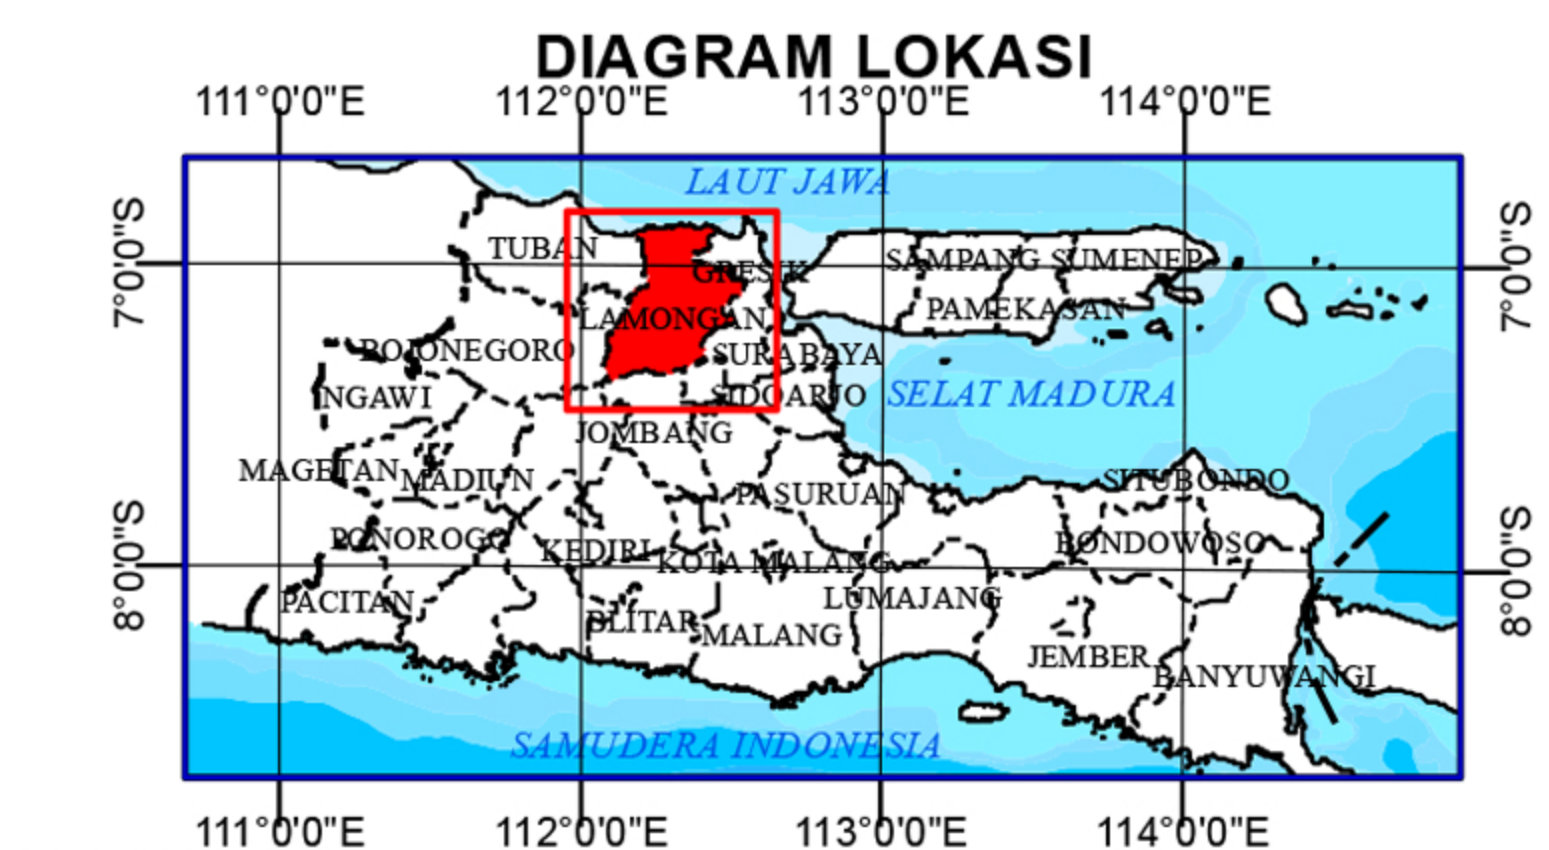 DIAGRAM LOKASI
111°0'0"E 112°0'0"E 113°0'0"E 114°0'0"E
LAUT JAWA
7°0'0"S
7°0'0"S
TUBAN
GRESIK
SAMPANG
SUMENEP
PAMEKASAN
LAMONGAN
BOJONEGORO
SURABAYA
NGAWI
SIDOARJO
SELAT MADURA
JOMBANG
MAGETAN
MADIUN
PASURUAN
SITUBONDO
8°0'0"S
8°0'0"S
PONOROGO
KEDIRI
KOTA MALANG
BONDOWOSO
PACITAN
BLITAR
LUMAJANG
MALANG
JEMBER
BANYUWANGI
SAMUDERA INDONESIA
111°0'0"E 112°0'0"E 113°0'0"E 114°0'0"E